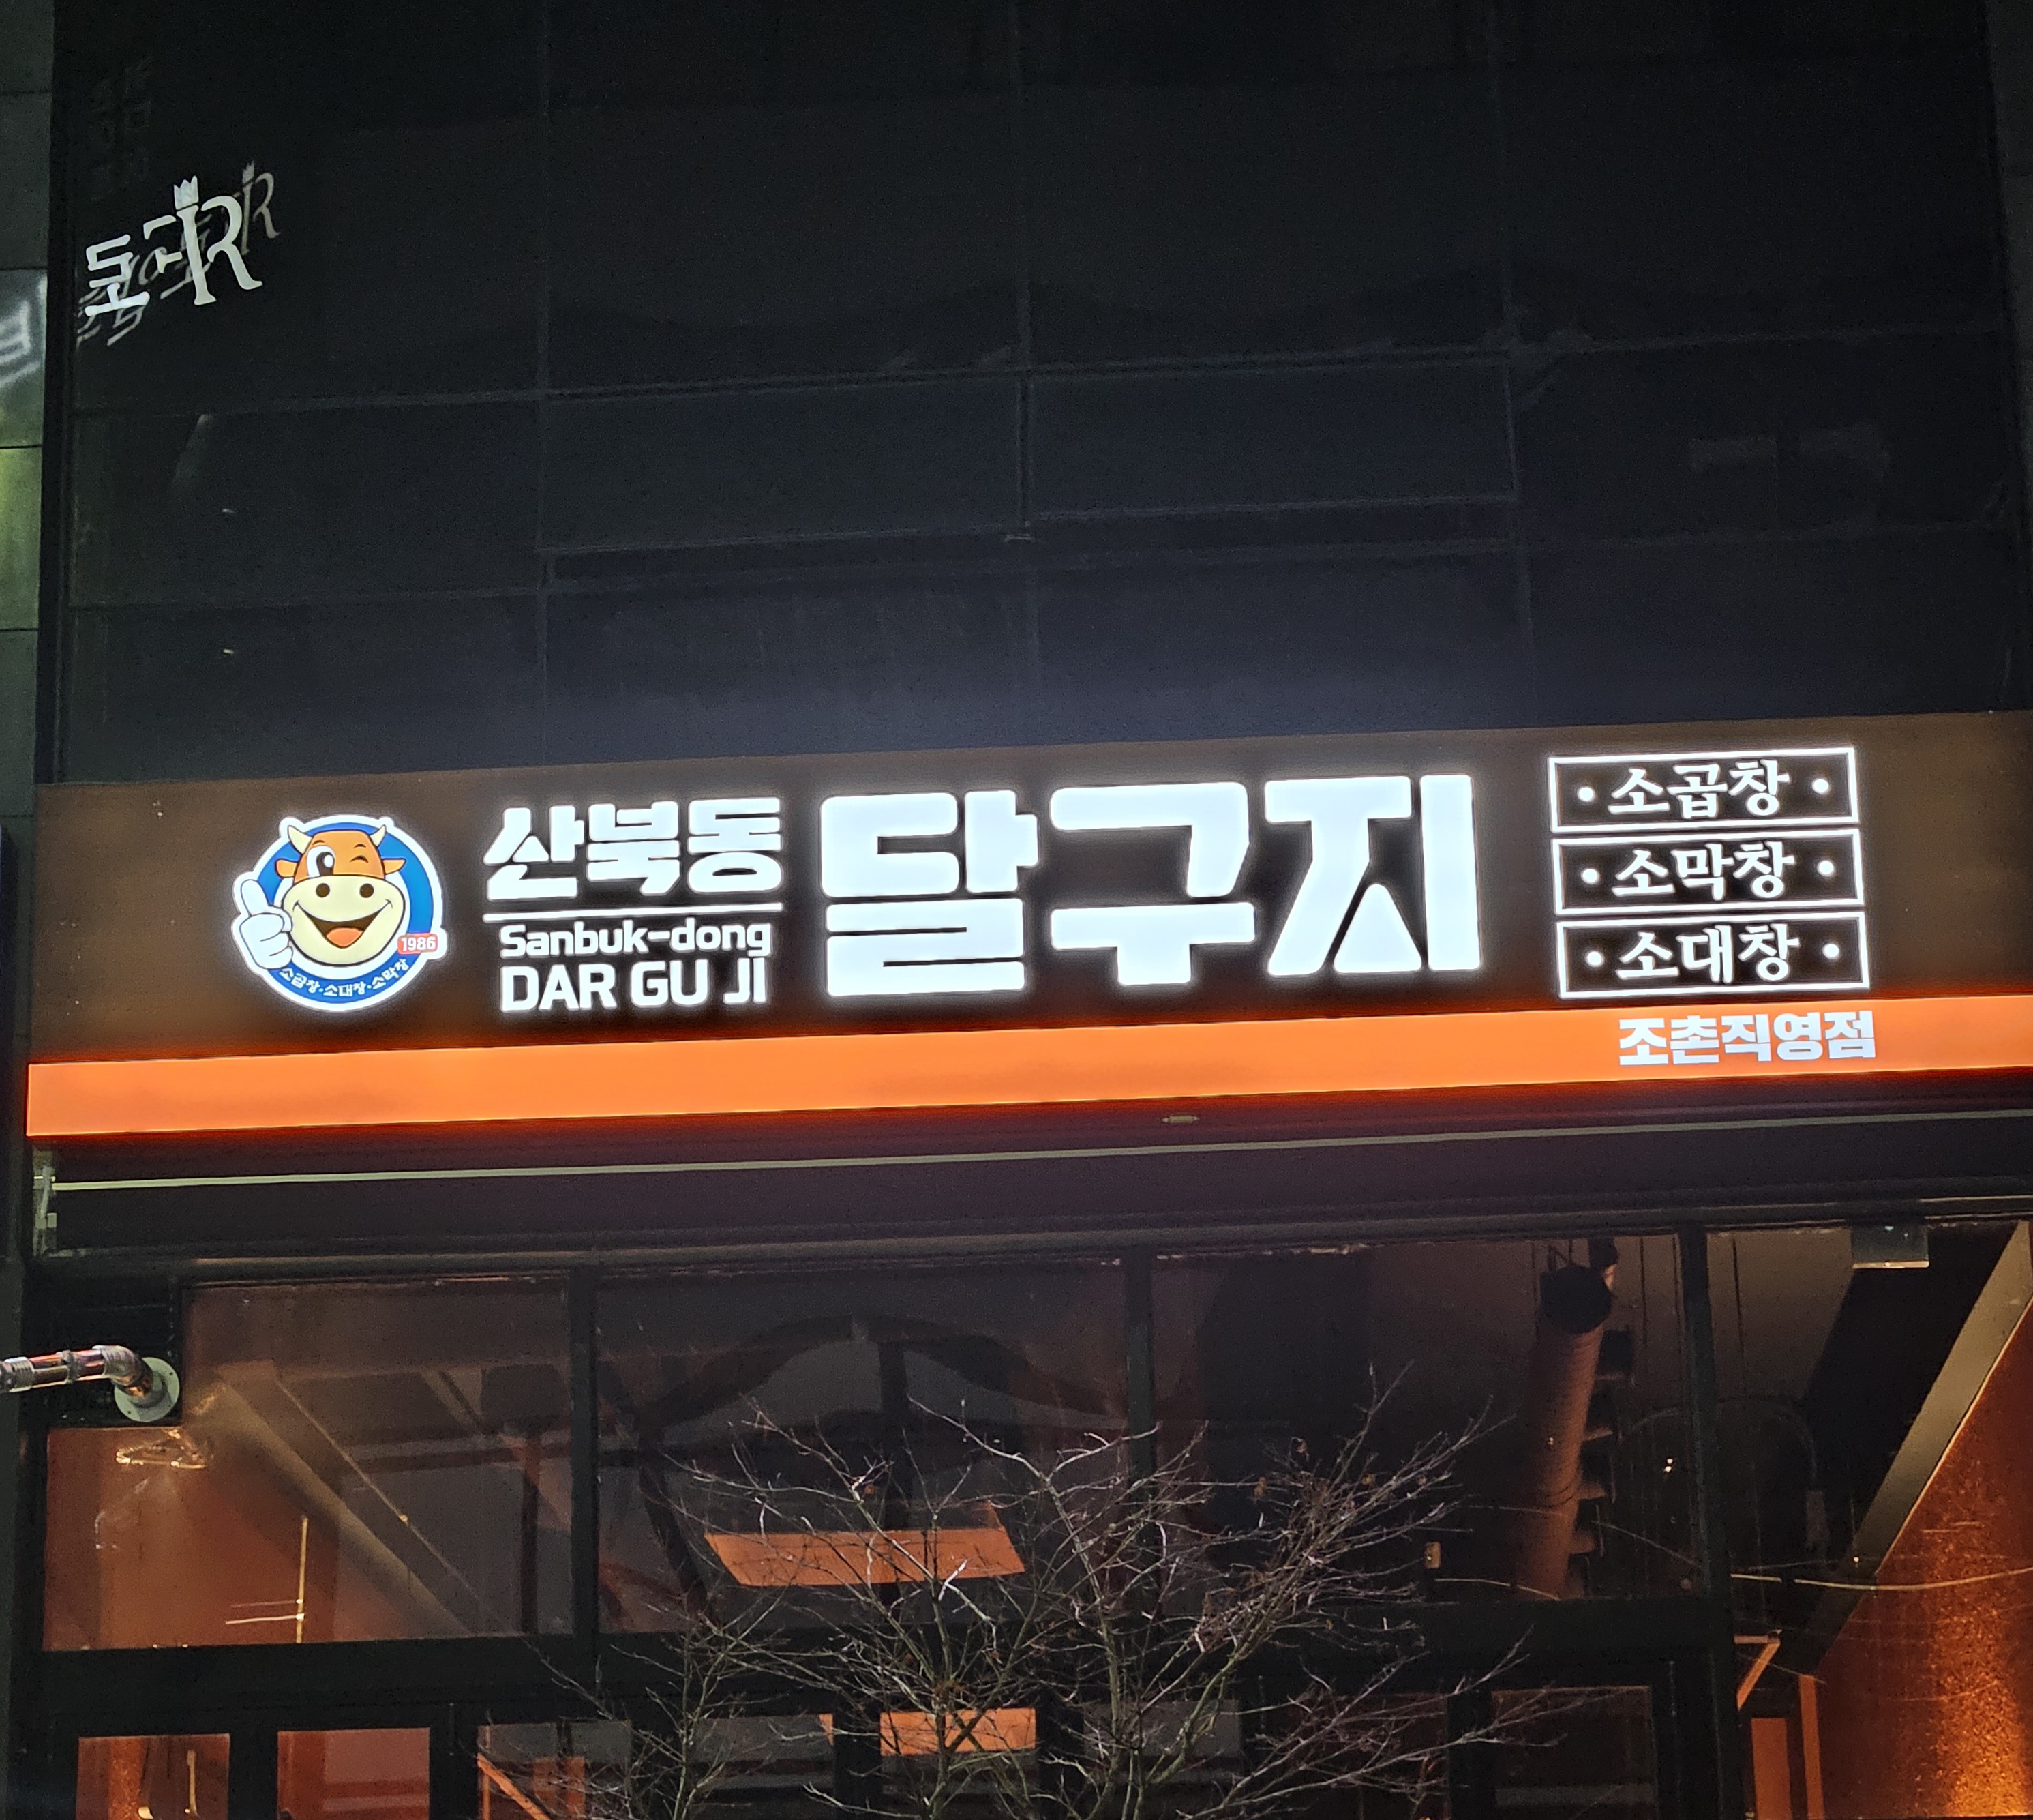 1986
소곱창·소대창·소막창
산북동
Sanbuk-dong
DAR GU JI
달구지
·소곱창·
·소막창·
·소대창·
조촌직영점